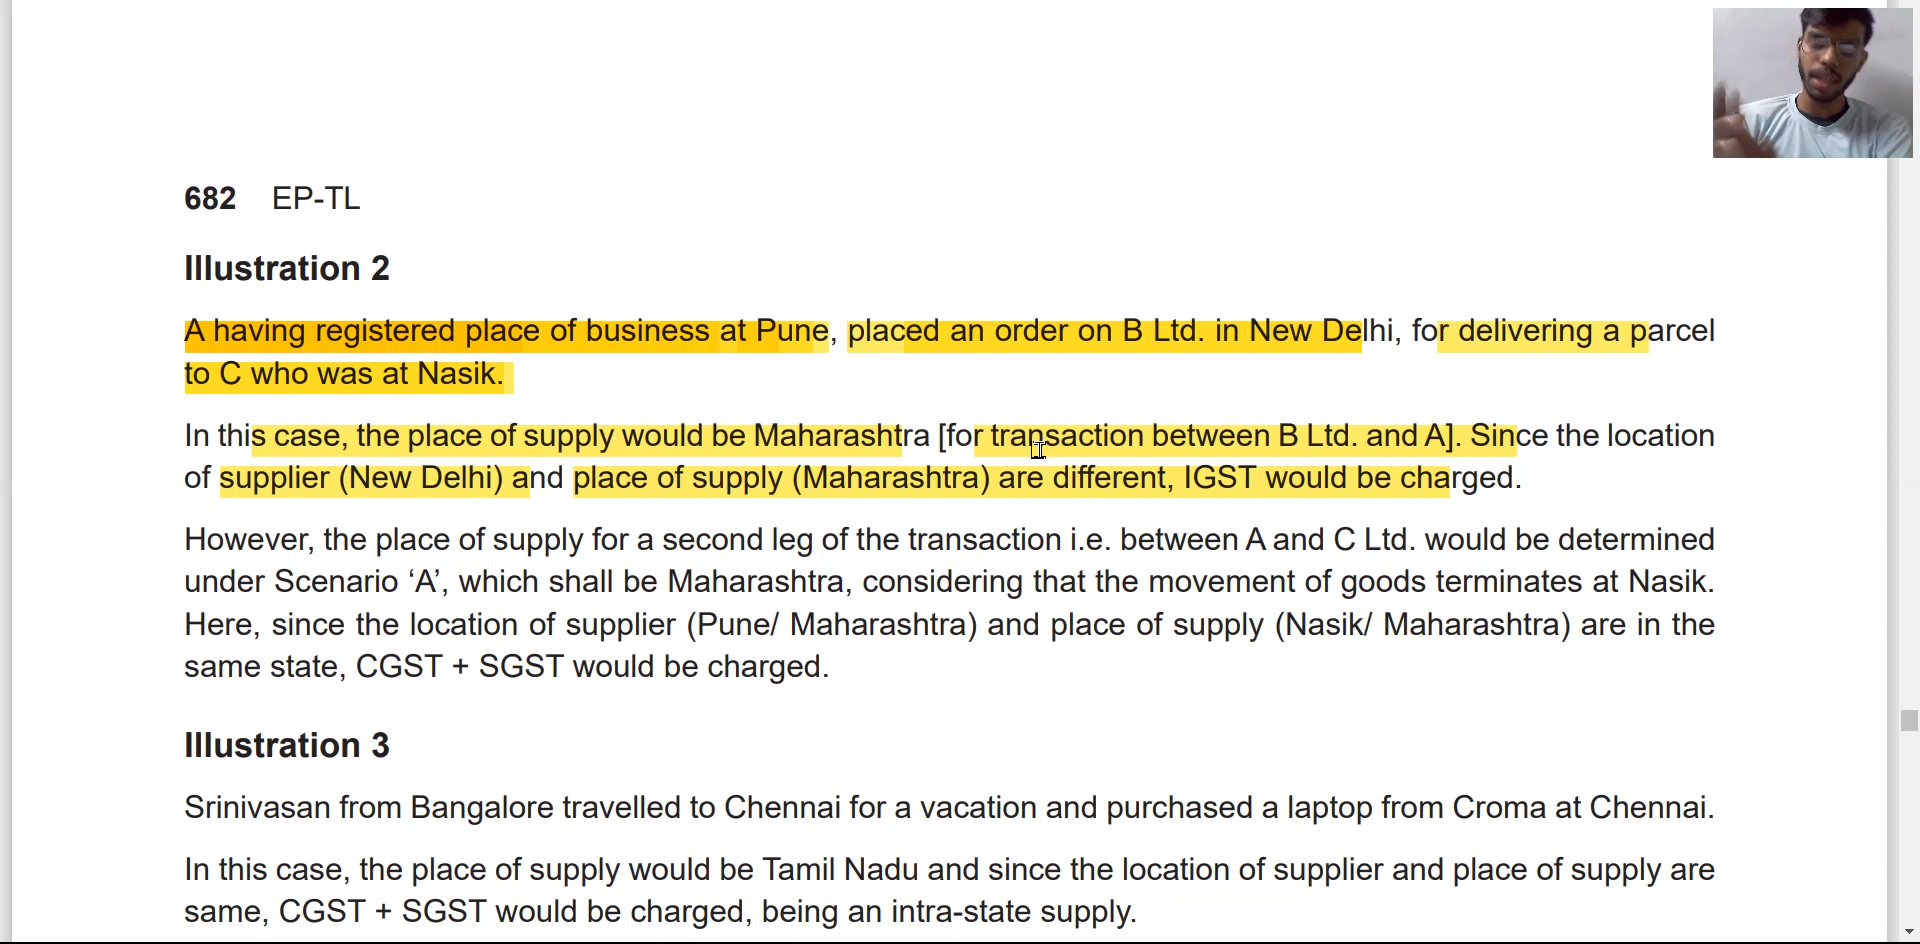 682 EP-TL
Illustration 2
A having registered place of business at Pune, placed an order on B Ltd. in New Delhi, for delivering a parcel
to C who was at Nasik.
In this case, the place of supply would be Maharashtra [for transaction between B Ltd. and A]. Since the location
of supplier (New Delhi) and place of supply (Maharashtra) are different, IGST would be charged.
However, the place of supply for a second leg of the transaction i.e. between A and C Ltd. would be determined
under Scenario ‘A’, which shall be Maharashtra, considering that the movement of goods terminates at Nasik.
Here, since the location of supplier (Pune/ Maharashtra) and place of supply (Nasik/ Maharashtra) are in the
same state, CGST + SGST would be charged.
Illustration 3
Srinivasan from Bangalore travelled to Chennai for a vacation and purchased a laptop from Croma at Chennai.
In this case, the place of supply would be Tamil Nadu and since the location of supplier and place of supply are
same, CGST + SGST would be charged, being an intra-state supply.